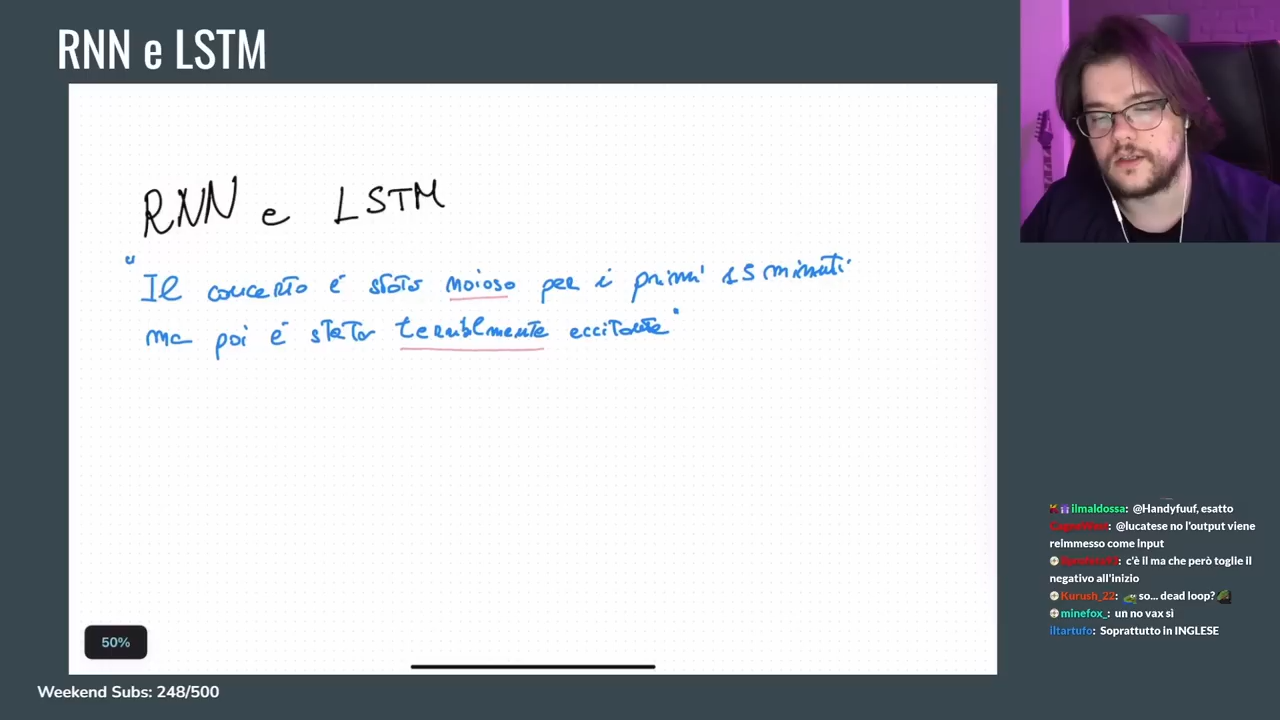 RNN e LSTM
RNN e LSTM
"Il concerto è stato noioso per i primi 15 minuti
ma poi è stato terribilmente eccitante"
50%
Weekend Subs: 248/500
ilmaldossa: @Handyfuuf, esatto
@lucatese no l'output viene
reimmesso come input
c'è il ma che però toglie il
negativo all'inizio
Kurush_22: so... dead loop?
minefox_: un no vax sì
iltartufo: Soprattutto in INGLESE